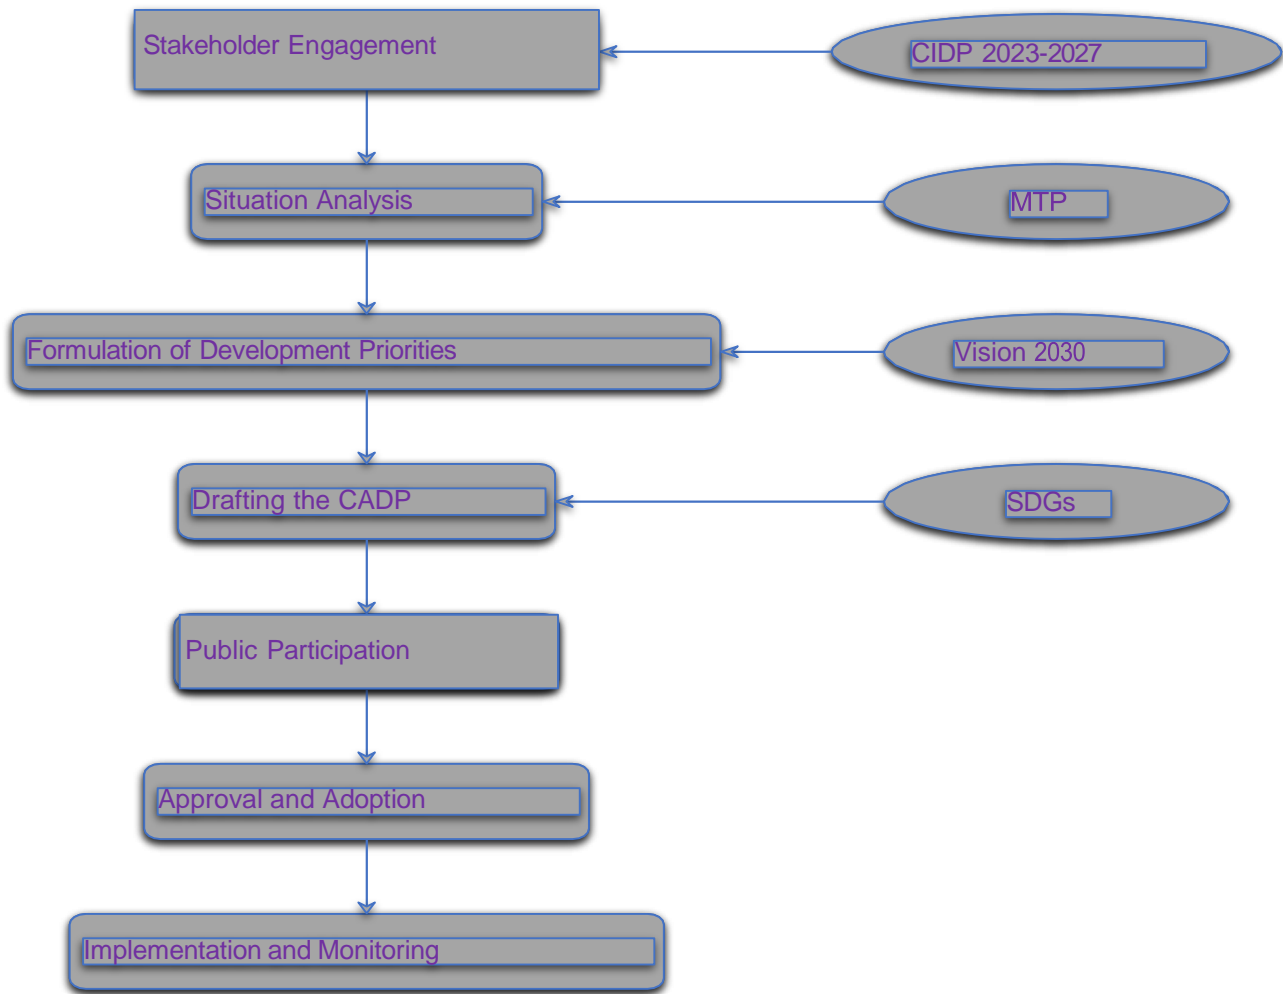 Stakeholder Engagement
CIDP 2023-2027
Situation Analysis
MTP
Formulation of Development Priorities
Vision 2030
Drafting the CADP
SDGs
Public Participation
Approval and Adoption
Implementation and Monitoring